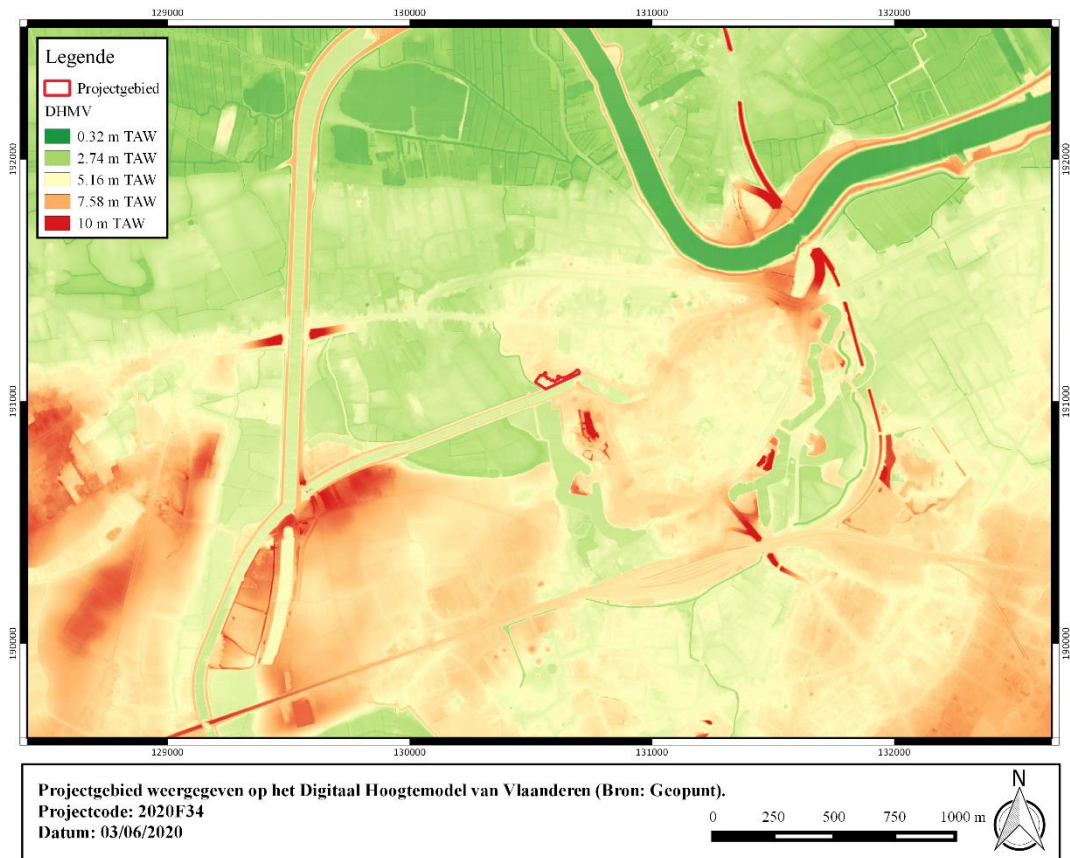 129000 130000 131000 132000
Legende
Projectgebied
DHMV
0.32 m TAW
2.74 m TAW
5.16 m TAW
7.58 m TAW
10 m TAW
192000 192000
191000 191000
190000 190000
129000 130000 131000 132000
Projectgebied weergegeven op het Digitaal Hoogtemodel van Vlaanderen (Bron: Geopunt).
Projectcode: 2020F34
Datum: 03/06/2020
0 250 500 750 1000 m
N